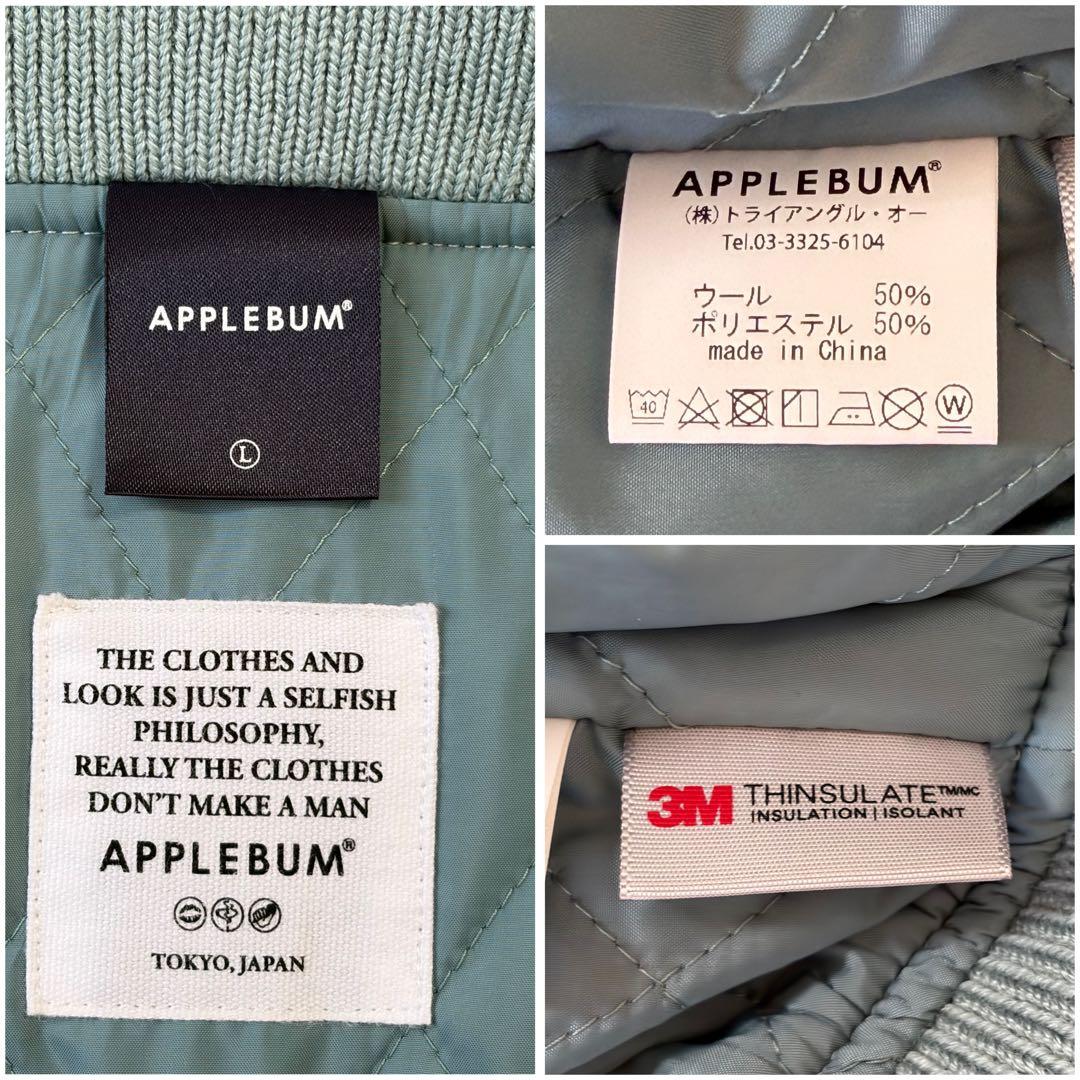 APPLEBUM®
L
THE CLOTHES AND
LOOK IS JUST A SELFISH
PHILOSOPHY,
REALLY THE CLOTHES
DON'T MAKE A MAN
APPLEBUM®
TOKYO, JAPAN
APPLEBUM®
(株)トライアングル・オー
Tel.03-3325-6104
ウール 50%
ポリエステル 50%
made in China
40 W
3M THINSULATE™/MC
INSULATION | ISOLANT